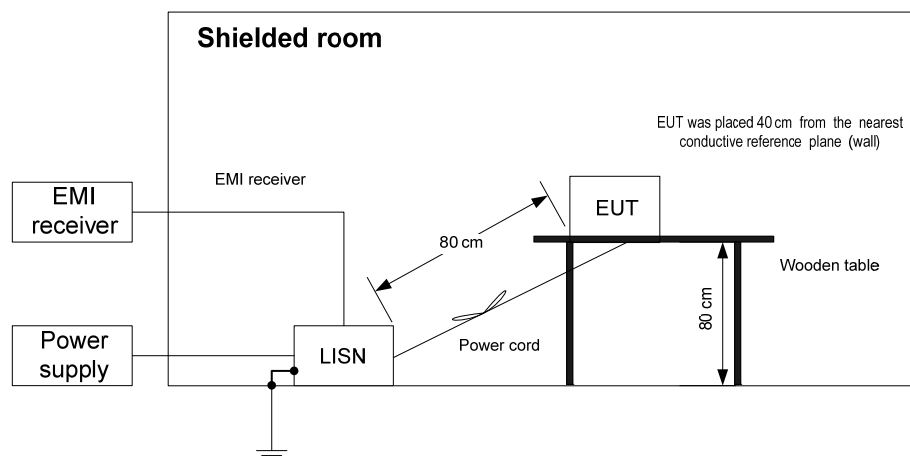 Shielded room
EUT was placed 40 cm from the nearest
conductive reference plane (wall)
EMI receiver
EMI
receiver
EUT
80 cm
Wooden table
80 cm
Power
supply
LISN
Power cord